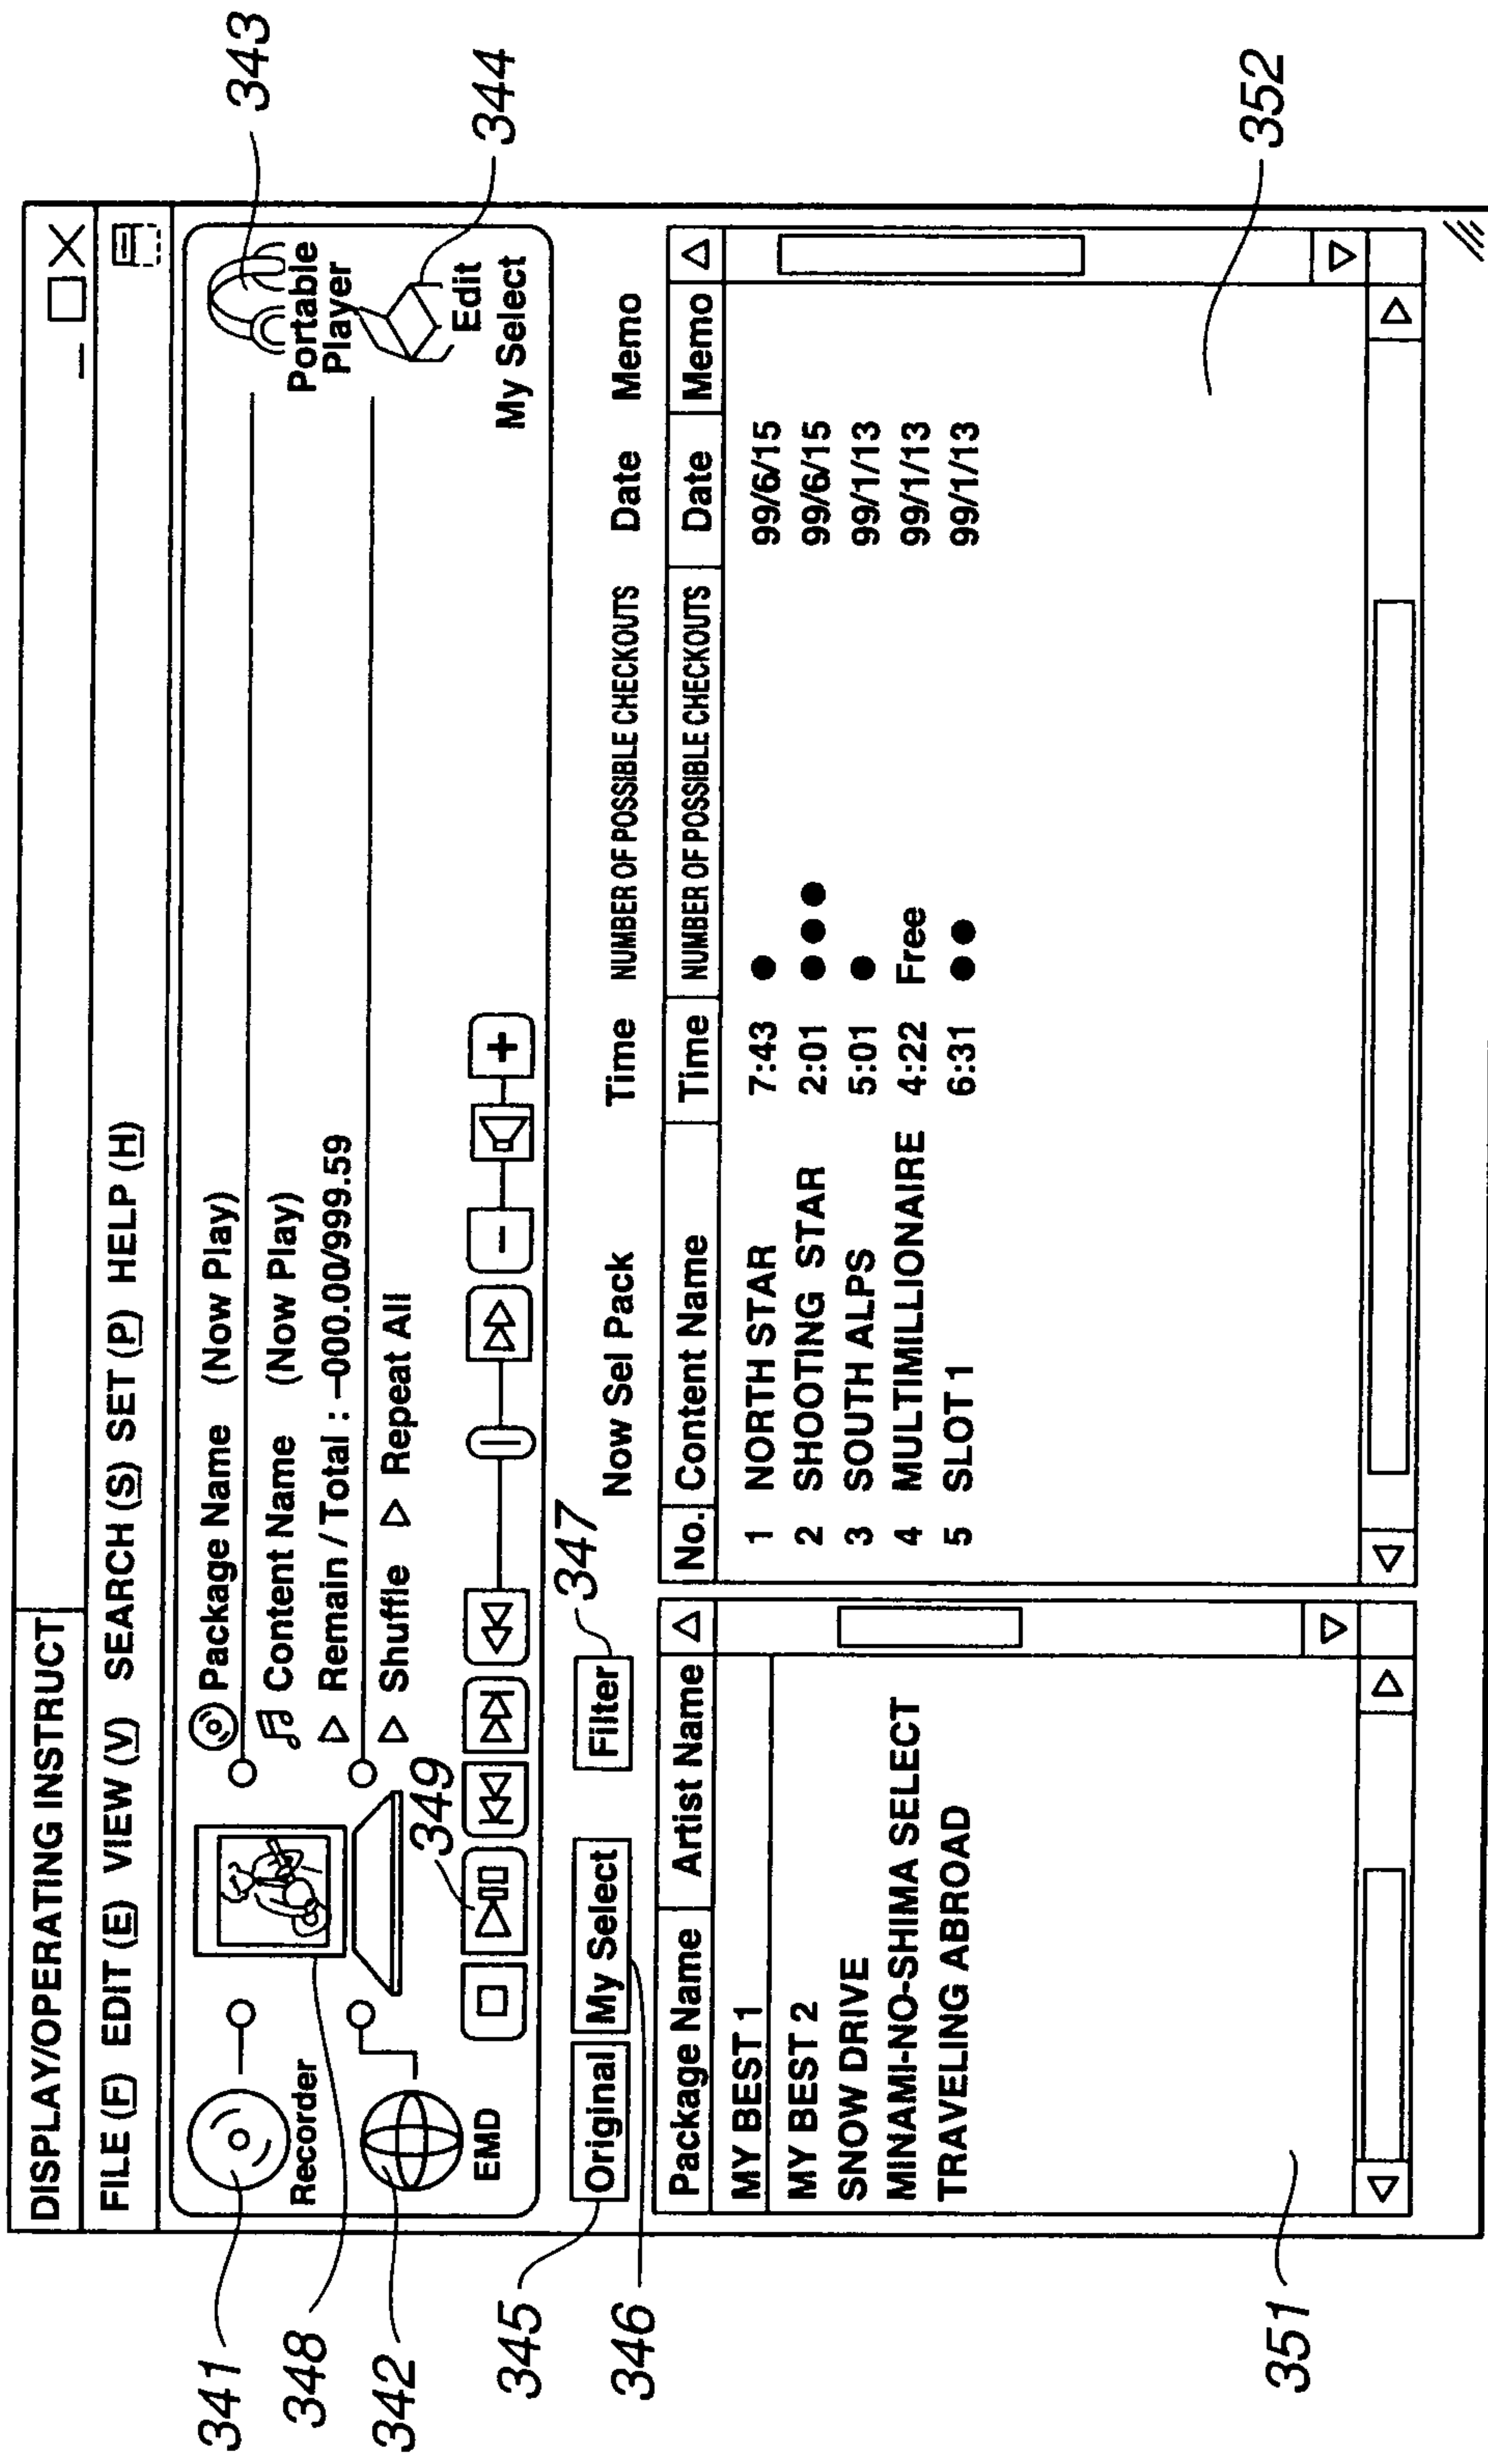 DISPLAY/OPERATING INSTRUCT
FILE (F) EDIT (E) VIEW (V) SEARCH (S) SET (P) HELP (H)
341
348
342
Recorder
EMD
Package Name (Now Play)
Content Name (Now Play)
Remain / Total : –000.00/999.59
Shuffle Repeat All
349
Portable
Player
Edit
My Select
343
344
345
346
347
Original My Select Filter
Now Sel Pack Time NUMBER OF POSSIBLE CHECKOUTS Date Memo
Package Name Artist Name
MY BEST 1
MY BEST 2
SNOW DRIVE
MINAMI-NO-SHIMA SELECT
TRAVELING ABROAD
351
No. Content Name Time NUMBER OF POSSIBLE CHECKOUTS Date Memo
1 NORTH STAR 7:43 ● 99/6/15
2 SHOOTING STAR 2:01 ●●● 99/6/15
3 SOUTH ALPS 5:01 ● 99/1/13
4 MULTIMILLIONAIRE 4:22 Free 99/1/13
5 SLOT 1 6:31 ●● 99/1/13
352